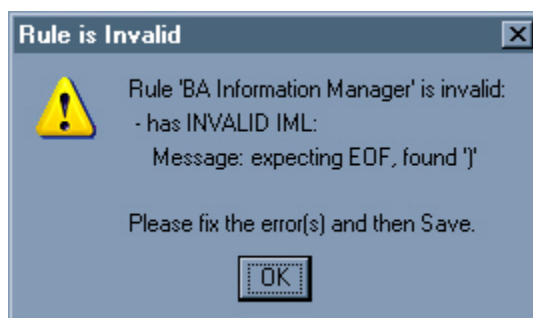 Rule is Invalid
Rule 'BA Information Manager' is invalid:
- has INVALID IML:
Message: expecting EOF, found ')'
Please fix the error(s) and then Save.
OK